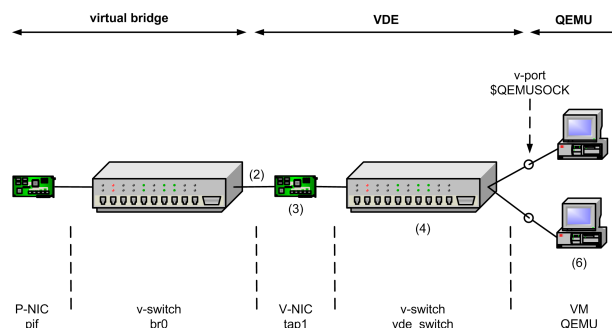 virtual bridge
VDE
QEMU
v-port
$QEMUSOCK
(2)
(3)
(4)
(6)
P-NIC
pif
v-switch
br0
V-NIC
tap1
v-switch
vde_switch
VM
QEMU